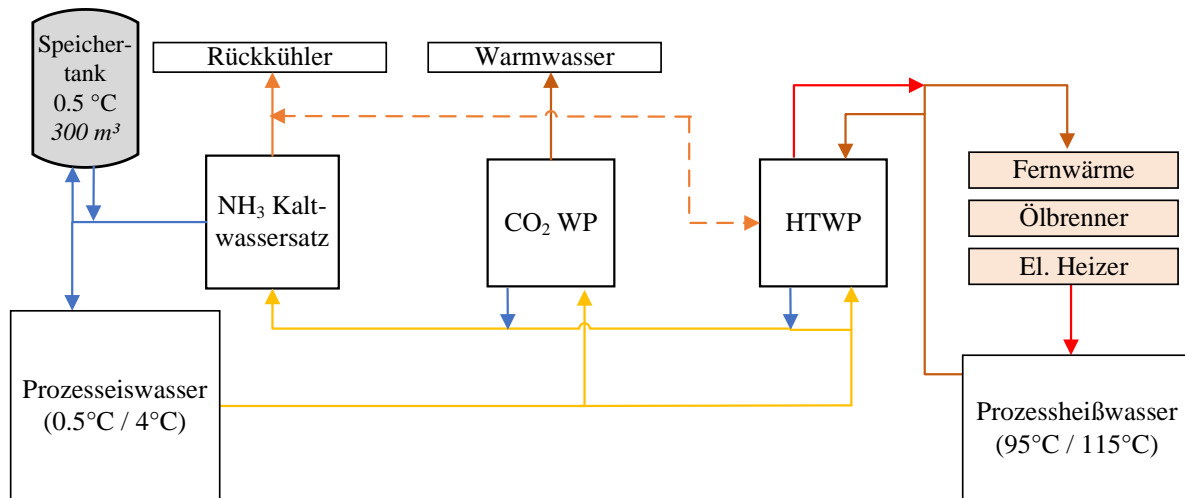 Speicher-
tank
0.5 °C
300 m³
Rückkühler
Warmwasser
NH₃ Kalt-
wassersatz
CO₂ WP
HTWP
Fernwärme
Ölbrenner
El. Heizer
Prozesseiswasser
(0.5°C / 4°C)
Prozessheißwasser
(95°C / 115°C)